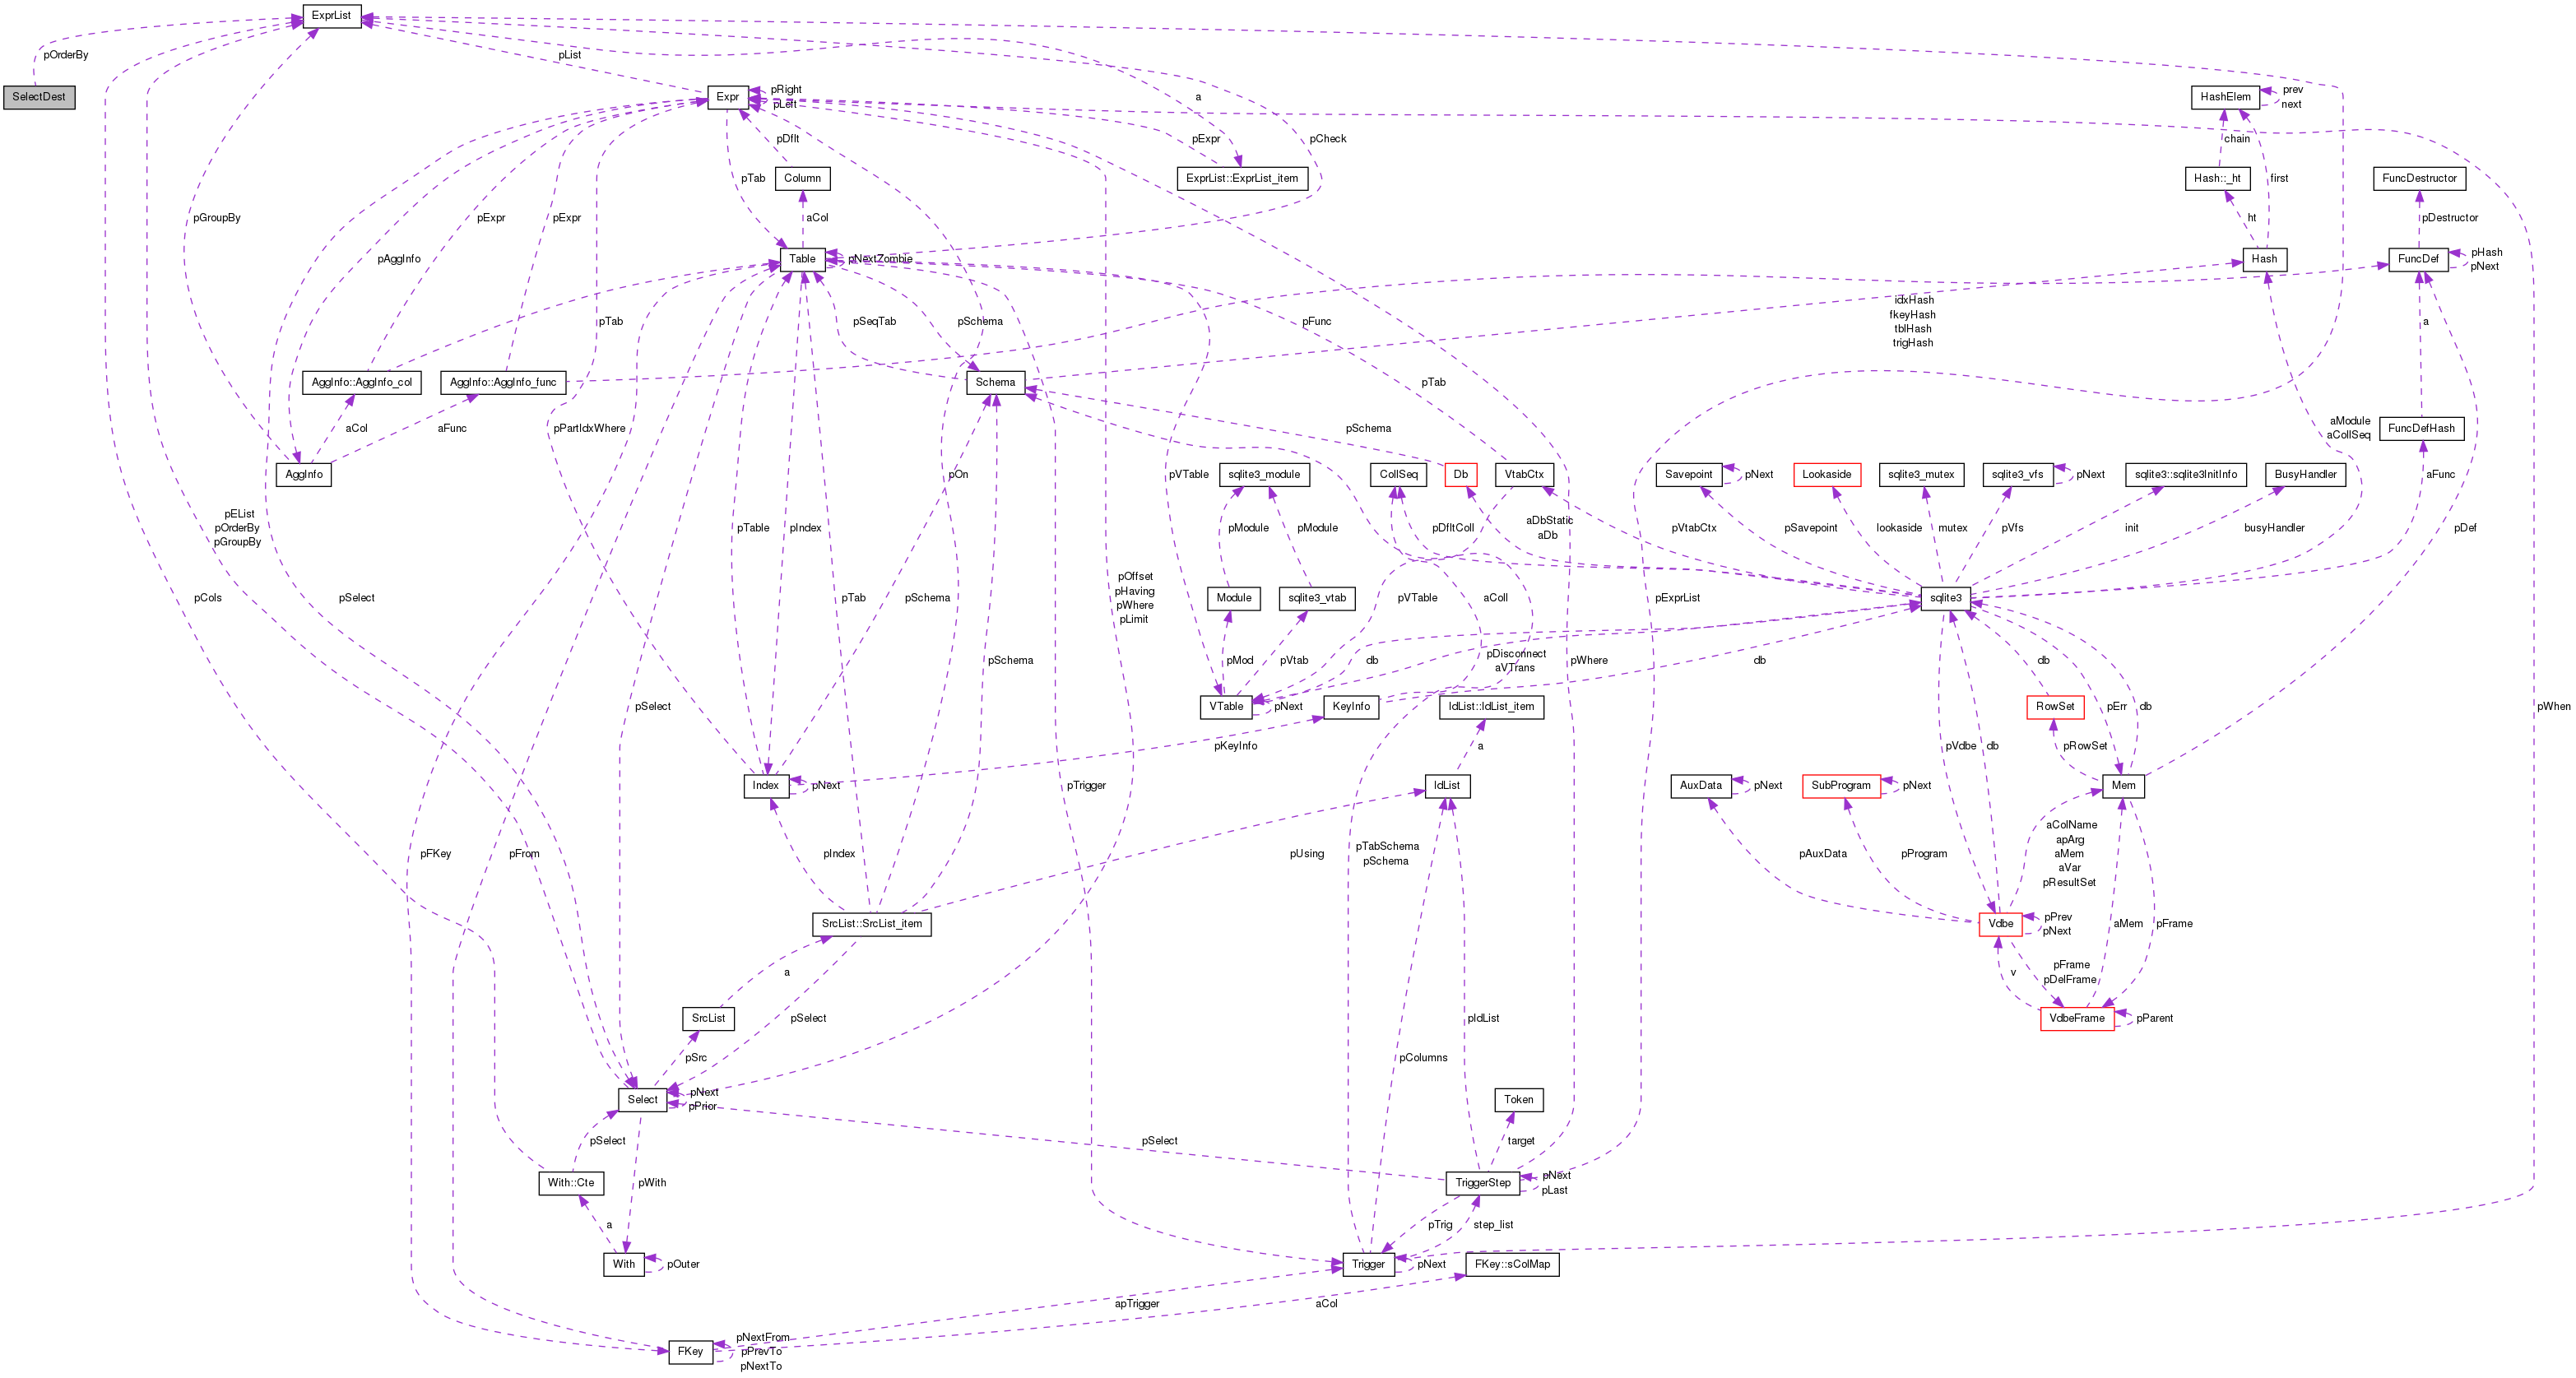 ExprList
pOrderBy
pList
SelectDest
Expr
pRight
pLeft
a
HashElem
prev
next
pDflt
pExpr
pCheck
chain
pTab
Column
ExprList::ExprList_item
Hash::_ht
first
FuncDestructor
pGroupBy
pExpr
pExpr
aCol
ht
pDestructor
pAggInfo
Table
pNextZombie
Hash
FuncDef
pHash
pNext
pTab
pSeqTab
pSchema
pFunc
idxHash
fkeyHash
tblHash
trigHash
a
AggInfo::AggInfo_col
AggInfo::AggInfo_func
Schema
pTab
aCol
aFunc
pPartIdxWhere
pSchema
aModule
aCollSeq
FuncDefHash
AggInfo
pOn
pVTable
sqlite3_module
CollSeq
Db
VtabCtx
Savepoint
pNext
Lookaside
sqlite3_mutex
sqlite3_vfs
pNext
sqlite3::sqlite3InitInfo
BusyHandler
aFunc
pEList
pOrderBy
pGroupBy
pTable
pIndex
pModule
pModule
pDfltColl
aDbStatic
aDb
pVtabCtx
pSavepoint
lookaside
mutex
pVfs
init
busyHandler
pDef
pCols
pSelect
pTab
pSchema
pOffset
pHaving
pWhere
pLimit
Module
sqlite3_vtab
pVTable
aColl
pExprList
sqlite3
pSchema
pMod
pVtab
db
pDisconnect
aVTrans
pWhere
db
db
pSelect
VTable
pNext
KeyInfo
IdList::IdList_item
RowSet
pErr
db
pWhen
pKeyInfo
a
pVdbe
db
pRowSet
Index
pNext
pTrigger
IdList
AuxData
pNext
SubProgram
pNext
Mem
pFKey
pFrom
pIndex
pUsing
pTabSchema
pSchema
pAuxData
pProgram
aColName
apArg
aMem
aVar
pResultSet
SrcList::SrcList_item
Vdbe
pPrev
pNext
aMem
pFrame
a
v
pFrame
pDelFrame
SrcList
pSelect
pIdList
VdbeFrame
pParent
pSrc
pColumns
Select
pNext
pPrior
Token
pSelect
pSelect
target
With::Cte
pWith
TriggerStep
pNext
pLast
a
pTrig
step_list
With
pOuter
Trigger
pNext
FKey::sColMap
apTrigger
aCol
FKey
pNextFrom
pPrevTo
pNextTo